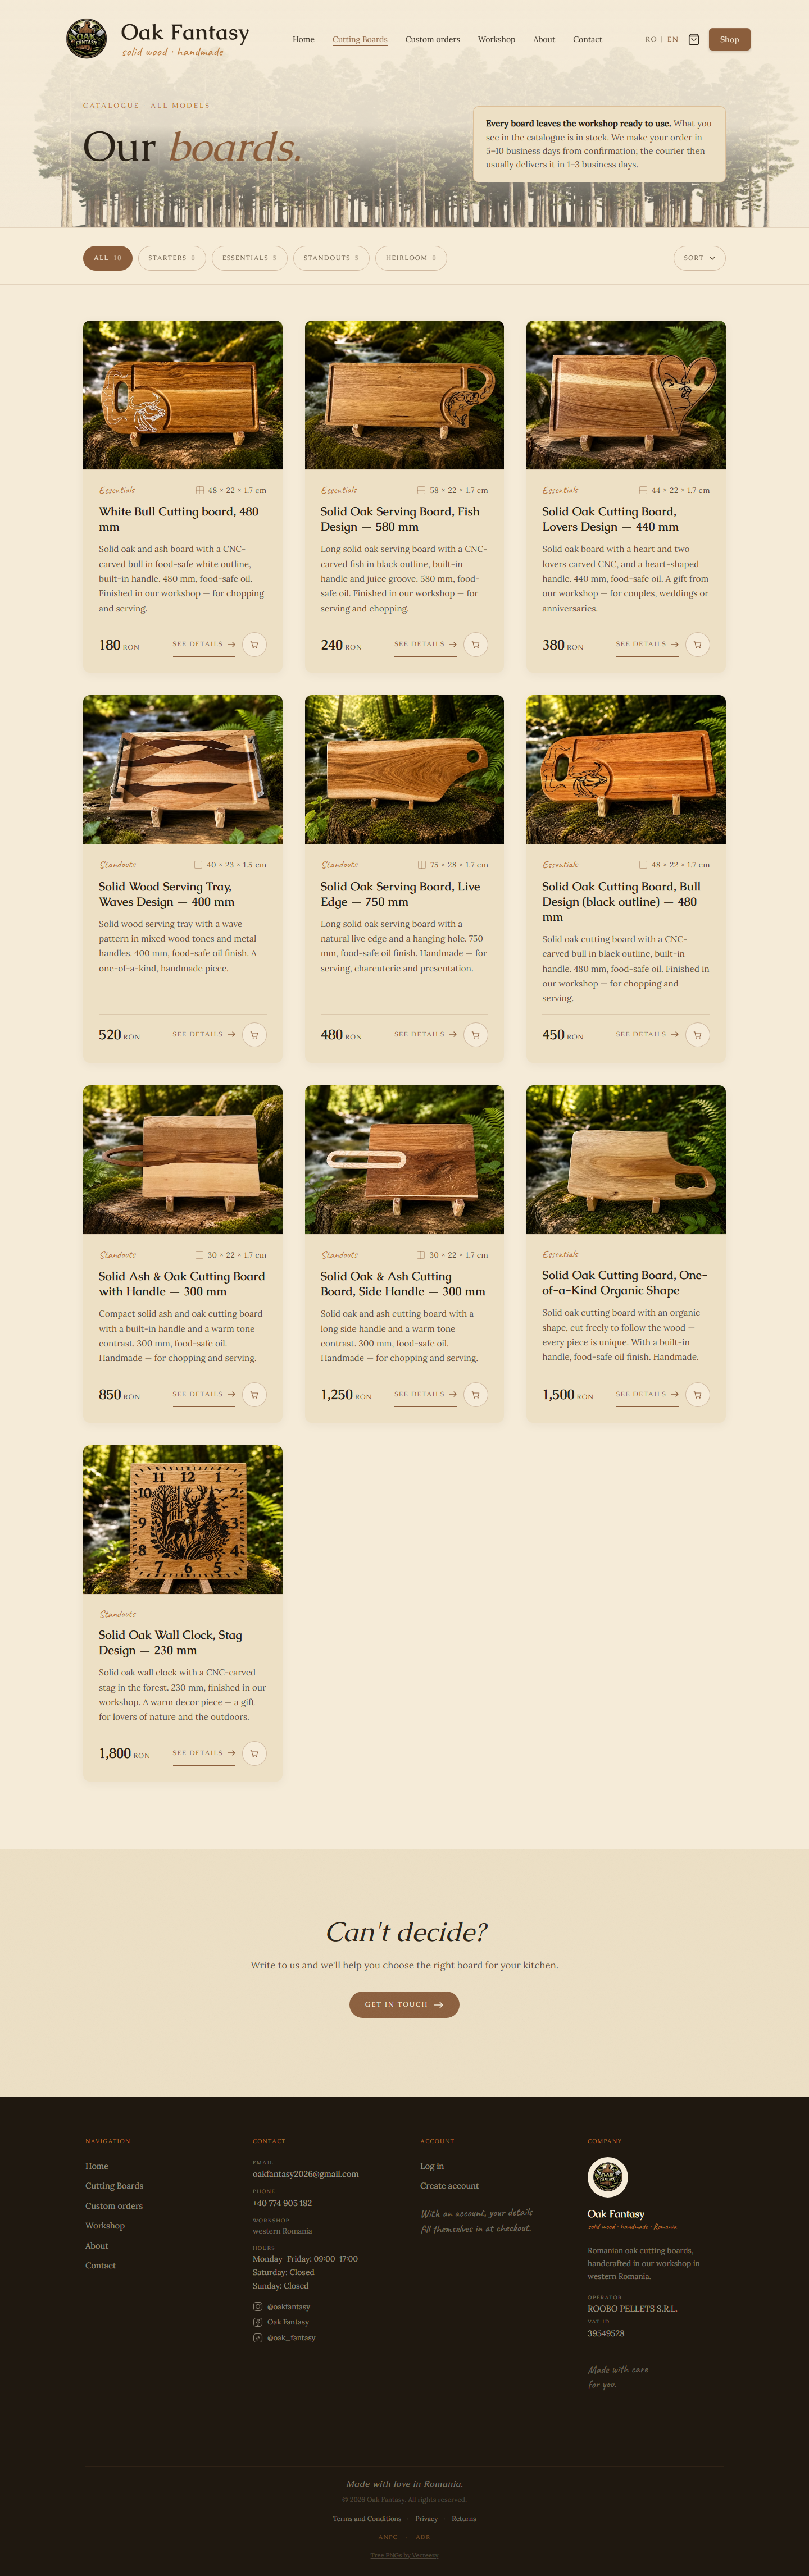 Oak Fantasy
solid wood · handmade
Home
Cutting Boards
Custom orders
Workshop
About
Contact
RO | EN
Shop
CATALOGUE · ALL MODELS
Our boards.
Every board leaves the workshop ready to use. What you
see in the catalogue is in stock. We make your order in
5–10 business days from confirmation; the courier then
usually delivers it in 1–3 business days.
ALL 10
STARTERS 0
ESSENTIALS 5
STANDOUTS 5
HEIRLOOM 0
SORT
Essentials
48 × 22 × 1.7 cm
White Bull Cutting board, 480
mm
Solid oak and ash board with a CNC-
carved bull in food-safe white outline,
built-in handle. 480 mm, food-safe oil.
Finished in our workshop — for chopping
and serving.
180 RON
SEE DETAILS
Essentials
58 × 22 × 1.7 cm
Solid Oak Serving Board, Fish
Design — 580 mm
Long solid oak serving board with a CNC-
carved fish in black outline, built-in
handle and juice groove. 580 mm, food-
safe oil. Finished in our workshop — for
serving and chopping.
240 RON
SEE DETAILS
Essentials
44 × 22 × 1.7 cm
Solid Oak Cutting Board,
Lovers Design — 440 mm
Solid oak board with a heart and two
lovers carved CNC, and a heart-shaped
handle. 440 mm, food-safe oil. A gift from
our workshop — for couples, weddings or
anniversaries.
380 RON
SEE DETAILS
Standouts
40 × 23 × 1.5 cm
Solid Wood Serving Tray,
Waves Design — 400 mm
Solid wood serving tray with a wave
pattern in mixed wood tones and metal
handles. 400 mm, food-safe oil finish. A
one-of-a-kind, handmade piece.
520 RON
SEE DETAILS
Standouts
75 × 28 × 1.7 cm
Solid Oak Serving Board, Live
Edge — 750 mm
Long solid oak serving board with a
natural live edge and a hanging hole. 750
mm, food-safe oil finish. Handmade — for
serving, charcuterie and presentation.
480 RON
SEE DETAILS
Essentials
48 × 22 × 1.7 cm
Solid Oak Cutting Board, Bull
Design (black outline) — 480
mm
Solid oak cutting board with a CNC-
carved bull in black outline, built-in
handle. 480 mm, food-safe oil. Finished in
our workshop — for chopping and
serving.
450 RON
SEE DETAILS
Standouts
30 × 22 × 1.7 cm
Solid Ash & Oak Cutting Board
with Handle — 300 mm
Compact solid ash and oak cutting board
with a built-in handle and a warm tone
contrast. 300 mm, food-safe oil.
Handmade — for chopping and serving.
850 RON
SEE DETAILS
Standouts
30 × 22 × 1.7 cm
Solid Oak & Ash Cutting
Board, Side Handle — 300 mm
Solid oak and ash cutting board with a
long side handle and a warm tone
contrast. 300 mm, food-safe oil.
Handmade — for chopping and serving.
1,250 RON
SEE DETAILS
Essentials
Solid Oak Cutting Board, One-
of-a-Kind Organic Shape
Solid oak cutting board with an organic
shape, cut freely to follow the wood —
every piece is unique. With a built-in
handle, food-safe oil finish. Handmade.
1,500 RON
SEE DETAILS
11 12 1
10 2
9 3
8 4
7 6 5
Standouts
Solid Oak Wall Clock, Stag
Design — 230 mm
Solid oak wall clock with a CNC-carved
stag in the forest. 230 mm, finished in our
workshop. A warm decor piece — a gift
for lovers of nature and the outdoors.
1,800 RON
SEE DETAILS
Can't decide?
Write to us and we'll help you choose the right board for your kitchen.
GET IN TOUCH
NAVIGATION
Home
Cutting Boards
Custom orders
Workshop
About
Contact
CONTACT
EMAIL
oakfantasy2026@gmail.com
PHONE
+40 774 905 182
WORKSHOP
western Romania
HOURS
Monday–Friday: 09:00–17:00
Saturday: Closed
Sunday: Closed
@oakfantasy
Oak Fantasy
@oak_fantasy
ACCOUNT
Log in
Create account
With an account, your details
fill themselves in at checkout.
COMPANY
Oak Fantasy
solid wood · handmade · Romania
Romanian oak cutting boards,
handcrafted in our workshop in
western Romania.
OPERATOR
ROOBO PELLETS S.R.L.
VAT ID
39549528
Made with care
for you.
Made with love in Romania.
© 2026 Oak Fantasy. All rights reserved.
Terms and Conditions · Privacy · Returns
ANPC · ADR
Tree PNGs by Vecteezy